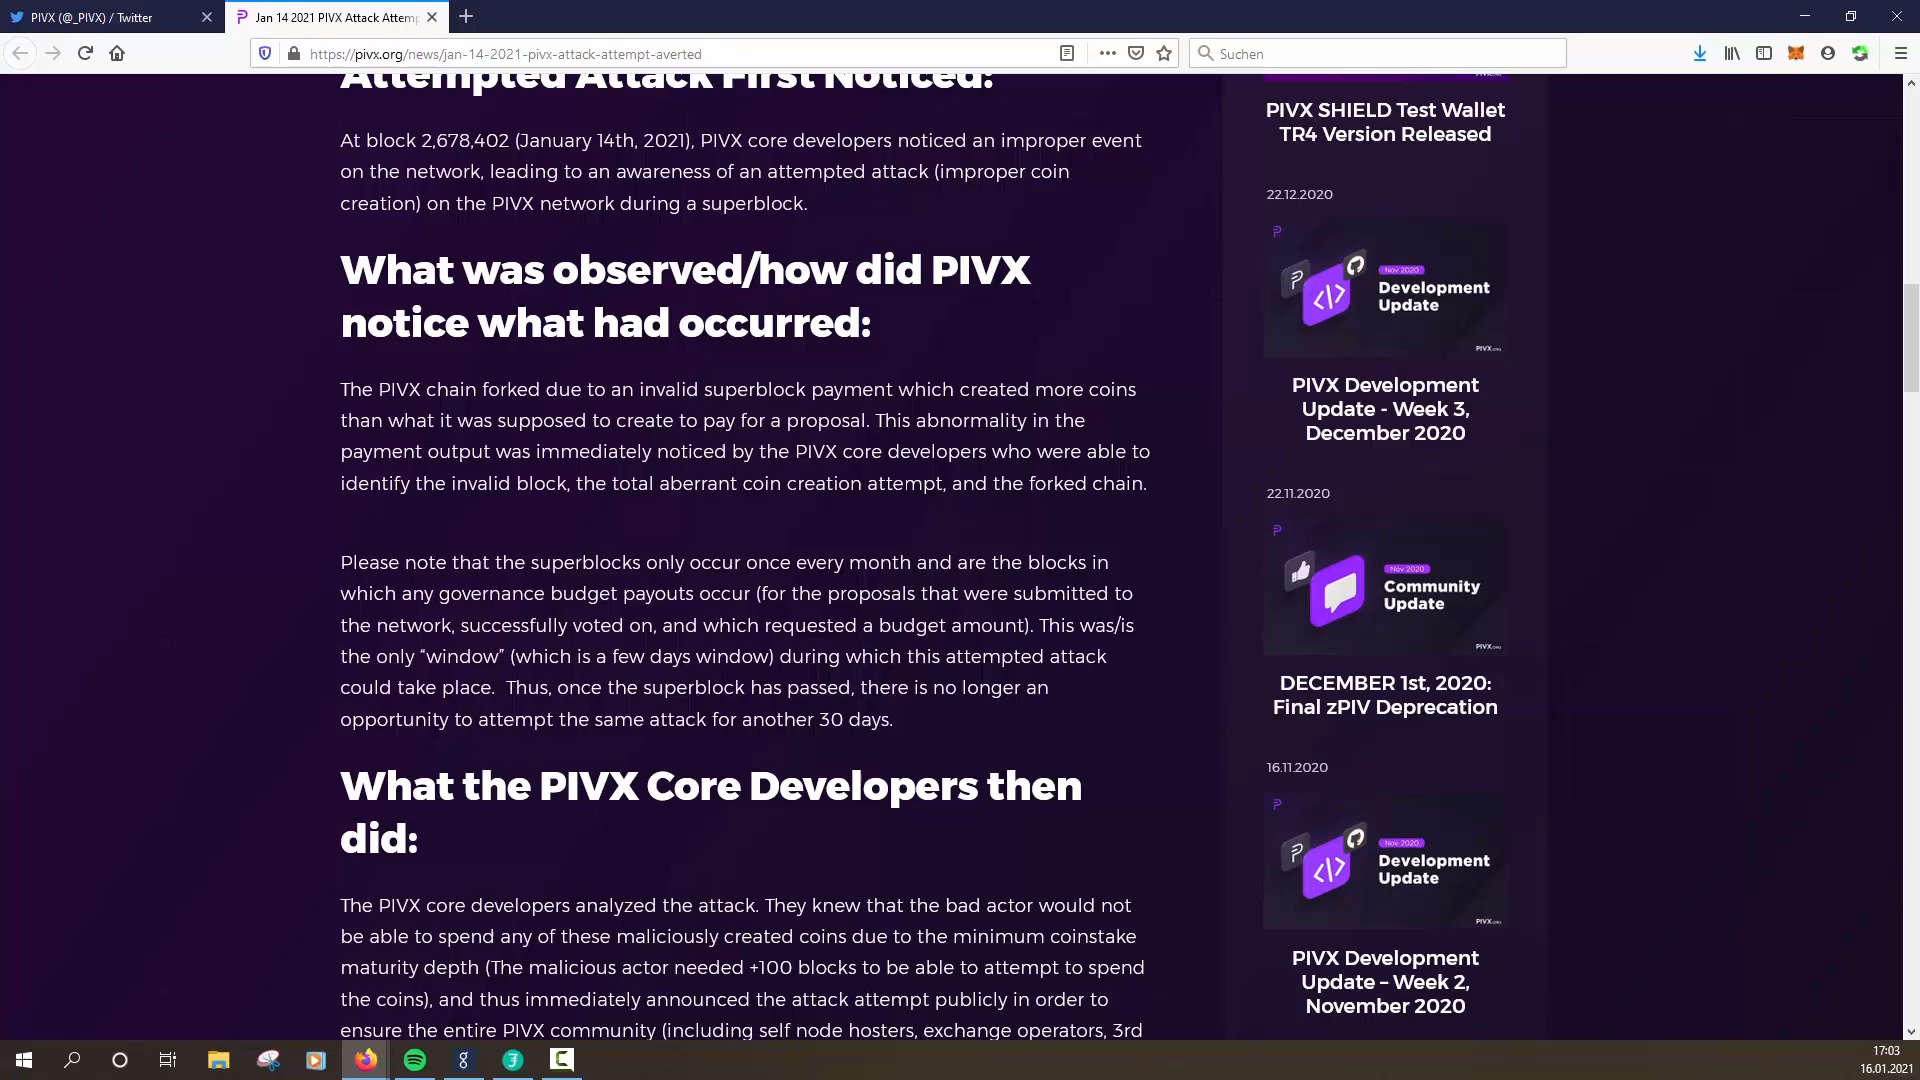 PIVX (@_PIVX) / Twitter
Jan 14 2021 PIVX Attack Attemp
https://pivx.org/news/jan-14-2021-pivx-attack-attempt-averted
Suchen
Attempted Attack First Noticed:
At block 2,678,402 (January 14th, 2021), PIVX core developers noticed an improper event
on the network, leading to an awareness of an attempted attack (improper coin
creation) on the PIVX network during a superblock.
What was observed/how did PIVX
notice what had occurred:
The PIVX chain forked due to an invalid superblock payment which created more coins
than what it was supposed to create to pay for a proposal. This abnormality in the
payment output was immediately noticed by the PIVX core developers who were able to
identify the invalid block, the total aberrant coin creation attempt, and the forked chain.
Please note that the superblocks only occur once every month and are the blocks in
which any governance budget payouts occur (for the proposals that were submitted to
the network, successfully voted on, and which requested a budget amount). This was/is
the only “window” (which is a few days window) during which this attempted attack
could take place.  Thus, once the superblock has passed, there is no longer an
opportunity to attempt the same attack for another 30 days.
What the PIVX Core Developers then
did:
The PIVX core developers analyzed the attack. They knew that the bad actor would not
be able to spend any of these maliciously created coins due to the minimum coinstake
maturity depth (The malicious actor needed +100 blocks to be able to attempt to spend
the coins), and thus immediately announced the attack attempt publicly in order to
ensure the entire PIVX community (including self node hosters, exchange operators, 3rd
PIVX SHIELD Test Wallet
TR4 Version Released
22.12.2020
Nov 2020
Development
Update
PIVX.org
PIVX Development
Update - Week 3,
December 2020
22.11.2020
Nov 2020
Community
Update
PIVX.org
DECEMBER 1st, 2020:
Final zPIV Deprecation
16.11.2020
Nov 2020
Development
Update
PIVX.org
PIVX Development
Update – Week 2,
November 2020
17:03
16.01.2021